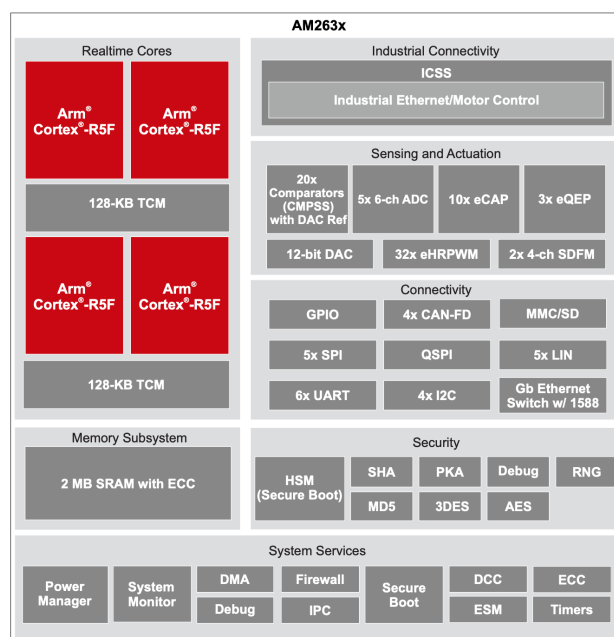 AM263x
Realtime Cores
Arm®
Cortex®-R5F
Arm®
Cortex®-R5F
128-KB TCM
Arm®
Cortex®-R5F
Arm®
Cortex®-R5F
128-KB TCM
Industrial Connectivity
ICSS
Industrial Ethernet/Motor Control
Sensing and Actuation
20x
Comparators
(CMPSS)
with DAC Ref
5x 6-ch ADC
10x eCAP
3x eQEP
12-bit DAC
32x eHRPWM
2x 4-ch SDFM
Connectivity
GPIO
4x CAN-FD
MMC/SD
5x SPI
QSPI
5x LIN
6x UART
4x I2C
Gb Ethernet
Switch w/ 1588
Memory Subsystem
2 MB SRAM with ECC
Security
HSM
(Secure Boot)
SHA
PKA
Debug
RNG
MD5
3DES
AES
System Services
Power
Manager
System
Monitor
DMA
Firewall
Secure
Boot
DCC
ECC
Debug
IPC
ESM
Timers